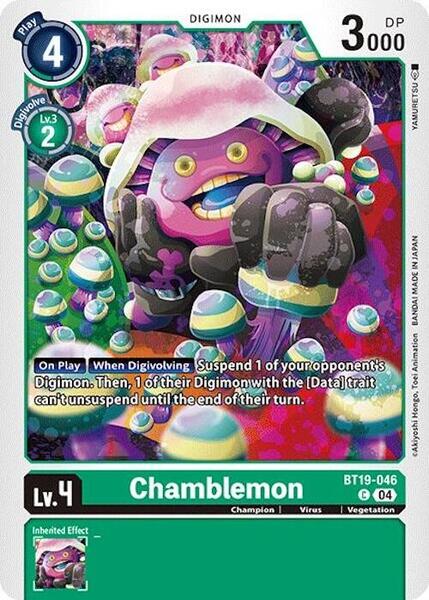 DIGIMON
Play
4
DP
3000
Digivolve
Lv.3
2
YAMURETSU
©Akiyoshi Hongo, Toei Animation BANDAI MADE IN JAPAN
On Play When Digivolving Suspend 1 of your opponent's
Digimon. Then, 1 of their Digimon with the [Data] trait
can't unsuspend until the end of their turn.
Lv.4
Chamblemon
BT19-046
C 04
Champion | Virus | Vegetation
Inherited Effect
–